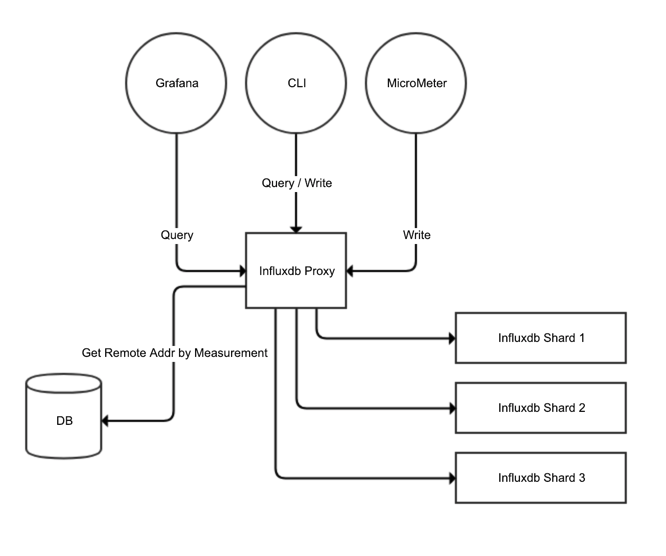 Grafana
CLI
MicroMeter
Query / Write
Query
Write
Influxdb Proxy
Influxdb Shard 1
Get Remote Addr by Measurement
Influxdb Shard 2
DB
Influxdb Shard 3